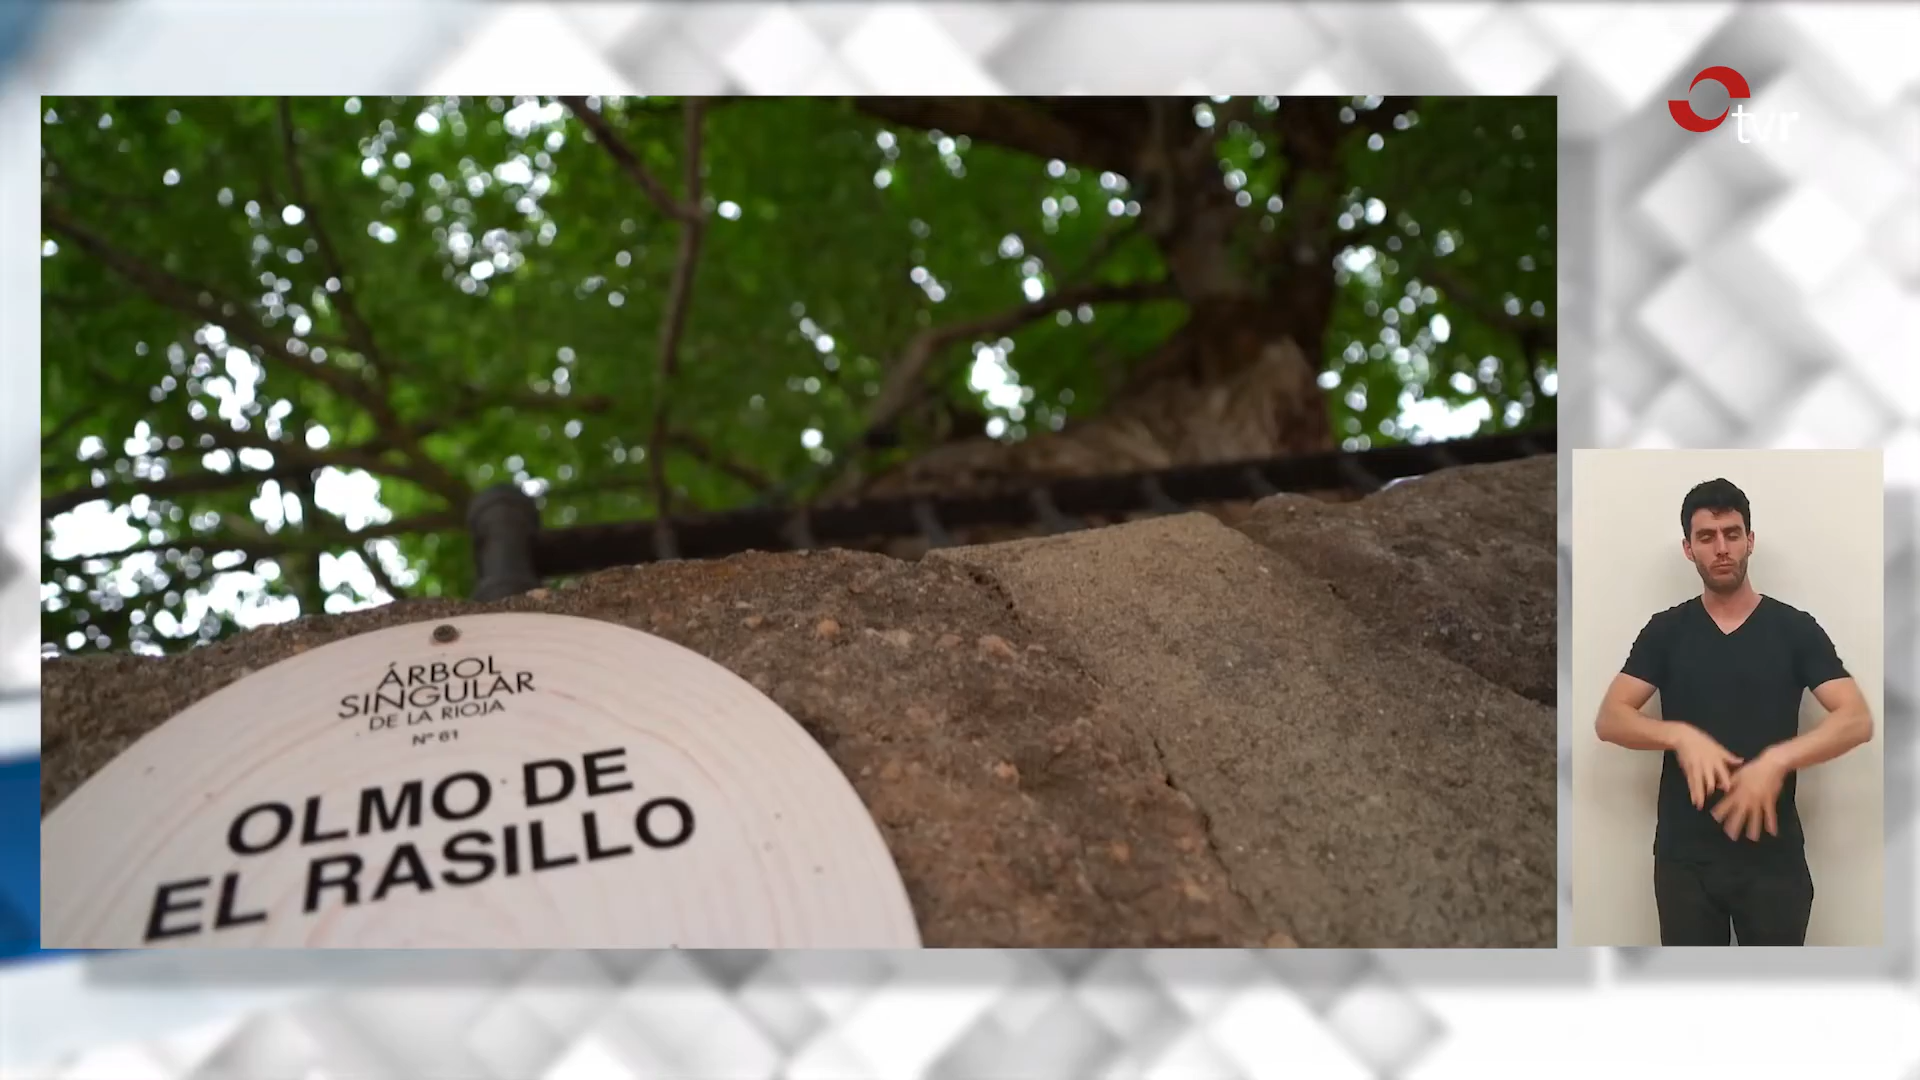 tvr
ÁRBOL
SINGULAR
DE LA RIOJA
Nº 61
OLMO DE
EL RASILLO